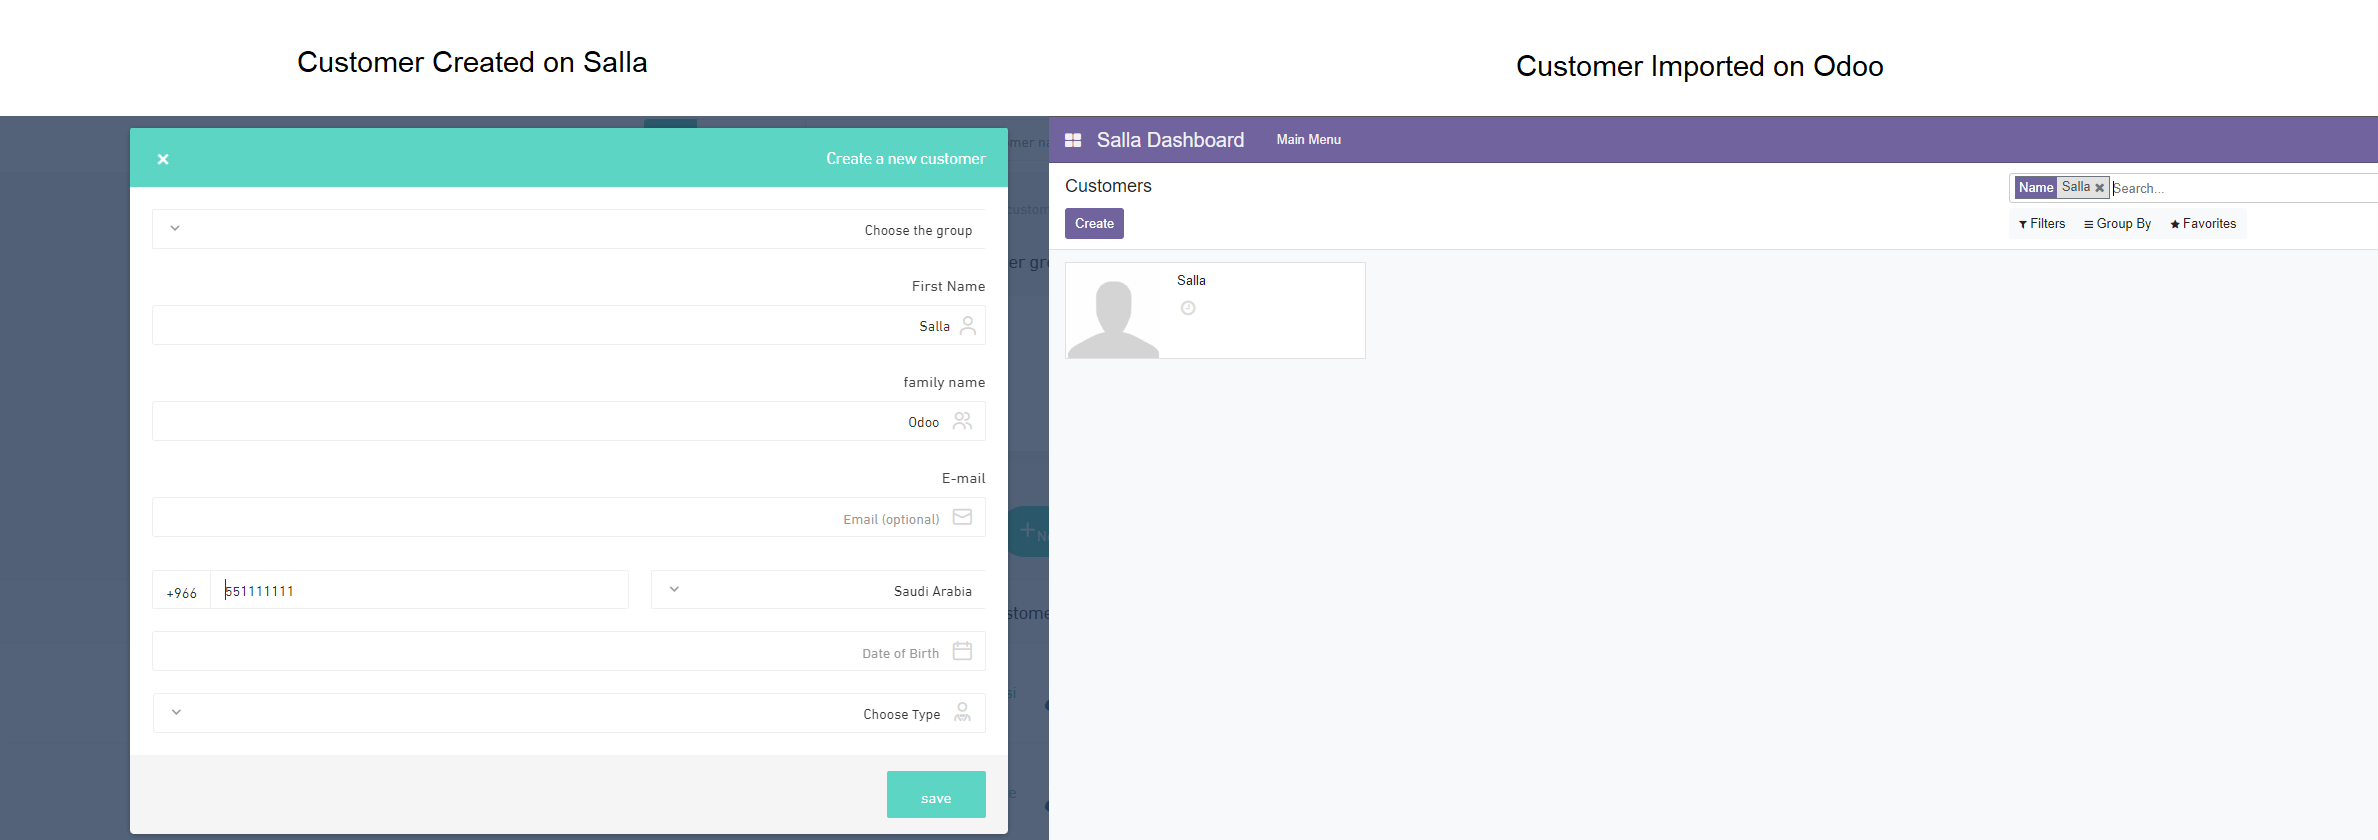 Customer Created on Salla
Create a new customer
Choose the group
First Name
Salla
family name
Odoo
E-mail
Email (optional)
+966
551111111
Saudi Arabia
Date of Birth
Choose Type
save
Customer Imported on Odoo
Salla Dashboard
Main Menu
Customers
Name Salla Search...
Create
Filters Group By Favorites
Salla